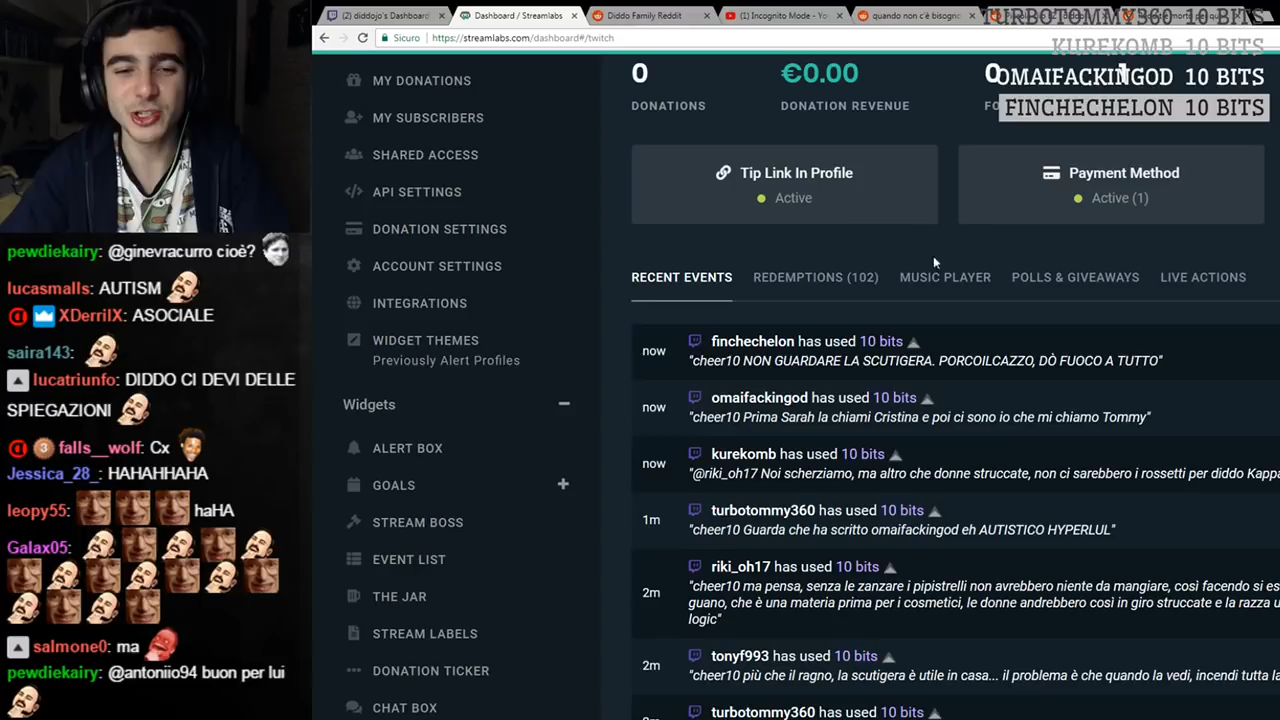 (2) diddojo's Dashboard
Dashboard / Streamlabs
Diddo Family Reddit
(1) Incognito Mode - Yo
quando non c'è bisogn
TURBOTOMMY360 10 BITS
KUREKOMB 10 BITS
OMAIFACKINGOD 10 BITS
FINCHECHELON 10 BITS
Sicuro
https://streamlabs.com/dashboard#/twitch
pewdiekairy: @ginevracurro cioè?
lucasmalls: AUTISM
XDerrilX: ASOCIALE
saira143:
lucatriunfo: DIDDO CI DEVI DELLE
SPIEGAZIONI
3 falls__wolf: Cx
Jessica_28_: HAHAHHAHA
leopy55: haHA
Galax05:
salmone0: ma
pewdiekairy: @antoniio94 buon per lui
MY DONATIONS
MY SUBSCRIBERS
SHARED ACCESS
API SETTINGS
DONATION SETTINGS
ACCOUNT SETTINGS
INTEGRATIONS
WIDGET THEMES
Previously Alert Profiles
Widgets
ALERT BOX
GOALS
STREAM BOSS
EVENT LIST
THE JAR
STREAM LABELS
DONATION TICKER
CHAT BOX
0
DONATIONS
€0.00
DONATION REVENUE
0
FO
Tip Link In Profile
Active
Payment Method
Active (1)
RECENT EVENTS
REDEMPTIONS (102)
MUSIC PLAYER
POLLS & GIVEAWAYS
LIVE ACTIONS
now
finchechelon has used 10 bits
"cheer10 NON GUARDARE LA SCUTIGERA. PORCOILCAZZO, DÒ FUOCO A TUTTO"
now
omaifackingod has used 10 bits
"cheer10 Prima Sarah la chiami Cristina e poi ci sono io che mi chiamo Tommy"
now
kurekomb has used 10 bits
"@riki_oh17 Noi scherziamo, ma altro che donne struccate, non ci sarebbero i rossetti per diddo Kappa
1m
turbotommy360 has used 10 bits
"cheer10 Guarda che ha scritto omaifackingod eh AUTISTICO HYPERLUL"
2m
riki_oh17 has used 10 bits
"cheer10 ma pensa, senza le zanzare i pipistrelli non avrebbero niente da mangiare, così facendo si es
guano, che è una materia prima per i cosmetici, le donne andrebbero così in giro struccate e la razza u
logic"
2m
tonyf993 has used 10 bits
"cheer10 più che il ragno, la scutigera è utile in casa... il problema è che quando la vedi, incendi tutta la
turbotommy360 has used 10 bits